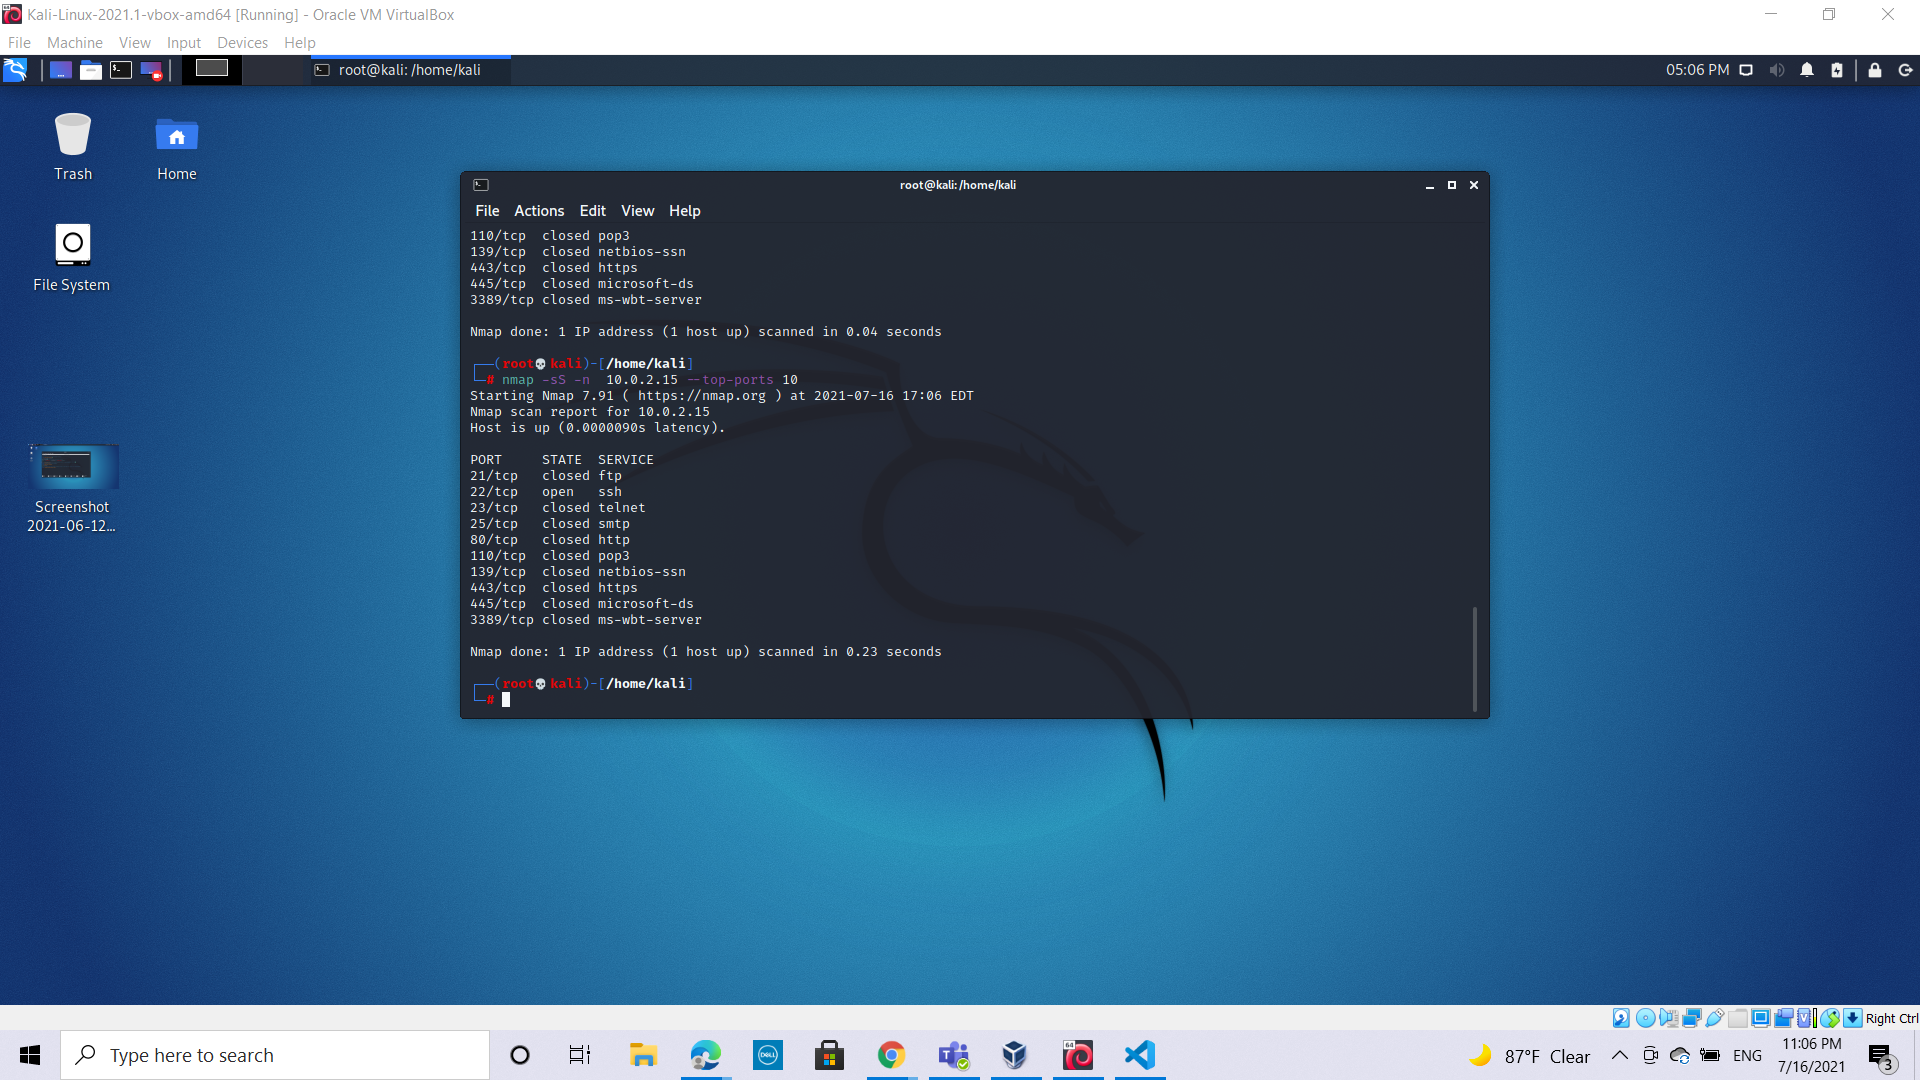 Kali-Linux-2021.1-vbox-amd64 [Running] - Oracle VM VirtualBox
File Machine View Input Devices Help
root@kali: /home/kali
05:06 PM
Trash
Home
File System
Screenshot
2021-06-12...
root@kali: /home/kali
File Actions Edit View Help
110/tcp  closed pop3
139/tcp  closed netbios-ssn
443/tcp  closed https
445/tcp  closed microsoft-ds
3389/tcp closed ms-wbt-server
Nmap done: 1 IP address (1 host up) scanned in 0.04 seconds
┌──(root💀kali)-[/home/kali]
└─# nmap -sS -n  10.0.2.15 --top-ports 10
Starting Nmap 7.91 ( https://nmap.org ) at 2021-07-16 17:06 EDT
Nmap scan report for 10.0.2.15
Host is up (0.0000090s latency).
PORT     STATE  SERVICE
21/tcp   closed ftp
22/tcp   open   ssh
23/tcp   closed telnet
25/tcp   closed smtp
80/tcp   closed http
110/tcp  closed pop3
139/tcp  closed netbios-ssn
443/tcp  closed https
445/tcp  closed microsoft-ds
3389/tcp closed ms-wbt-server
Nmap done: 1 IP address (1 host up) scanned in 0.23 seconds
┌──(root💀kali)-[/home/kali]
└─#
Right Ctrl
Type here to search
DELL
64
87°F Clear
ENG
11:06 PM
7/16/2021
3